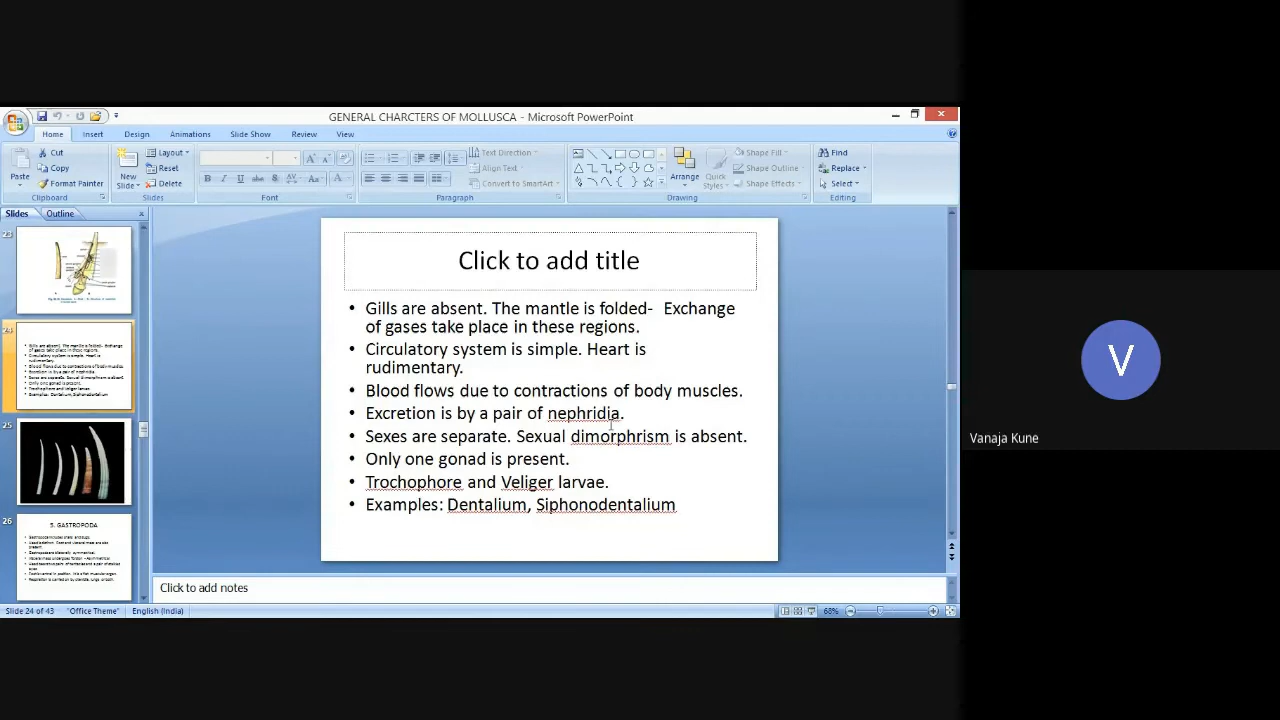 GENERAL CHARCTERS OF MOLLUSCA - Microsoft PowerPoint
Home Insert Design Animations Slide Show Review View
Paste
Cut
Copy
Format Painter
Clipboard
New Slide
Layout
Reset
Delete
Slides
Font
Text Direction
Align Text
Convert to SmartArt
Paragraph
Arrange
Quick Styles
Shape Fill
Shape Outline
Shape Effects
Drawing
Find
Replace
Select
Editing
Slides Outline
23
24
25
26
5. GASTROPODA
Click to add title
• Gills are absent. The mantle is folded- Exchange
of gases take place in these regions.
• Circulatory system is simple. Heart is
rudimentary.
• Blood flows due to contractions of body muscles.
• Excretion is by a pair of nephridia.
• Sexes are separate. Sexual dimorphrism is absent.
• Only one gonad is present.
• Trochophore and Veliger larvae.
• Examples: Dentalium, Siphonodentalium
Click to add notes
Slide 24 of 43 "Office Theme" English (India) 68%
V
Vanaja Kune